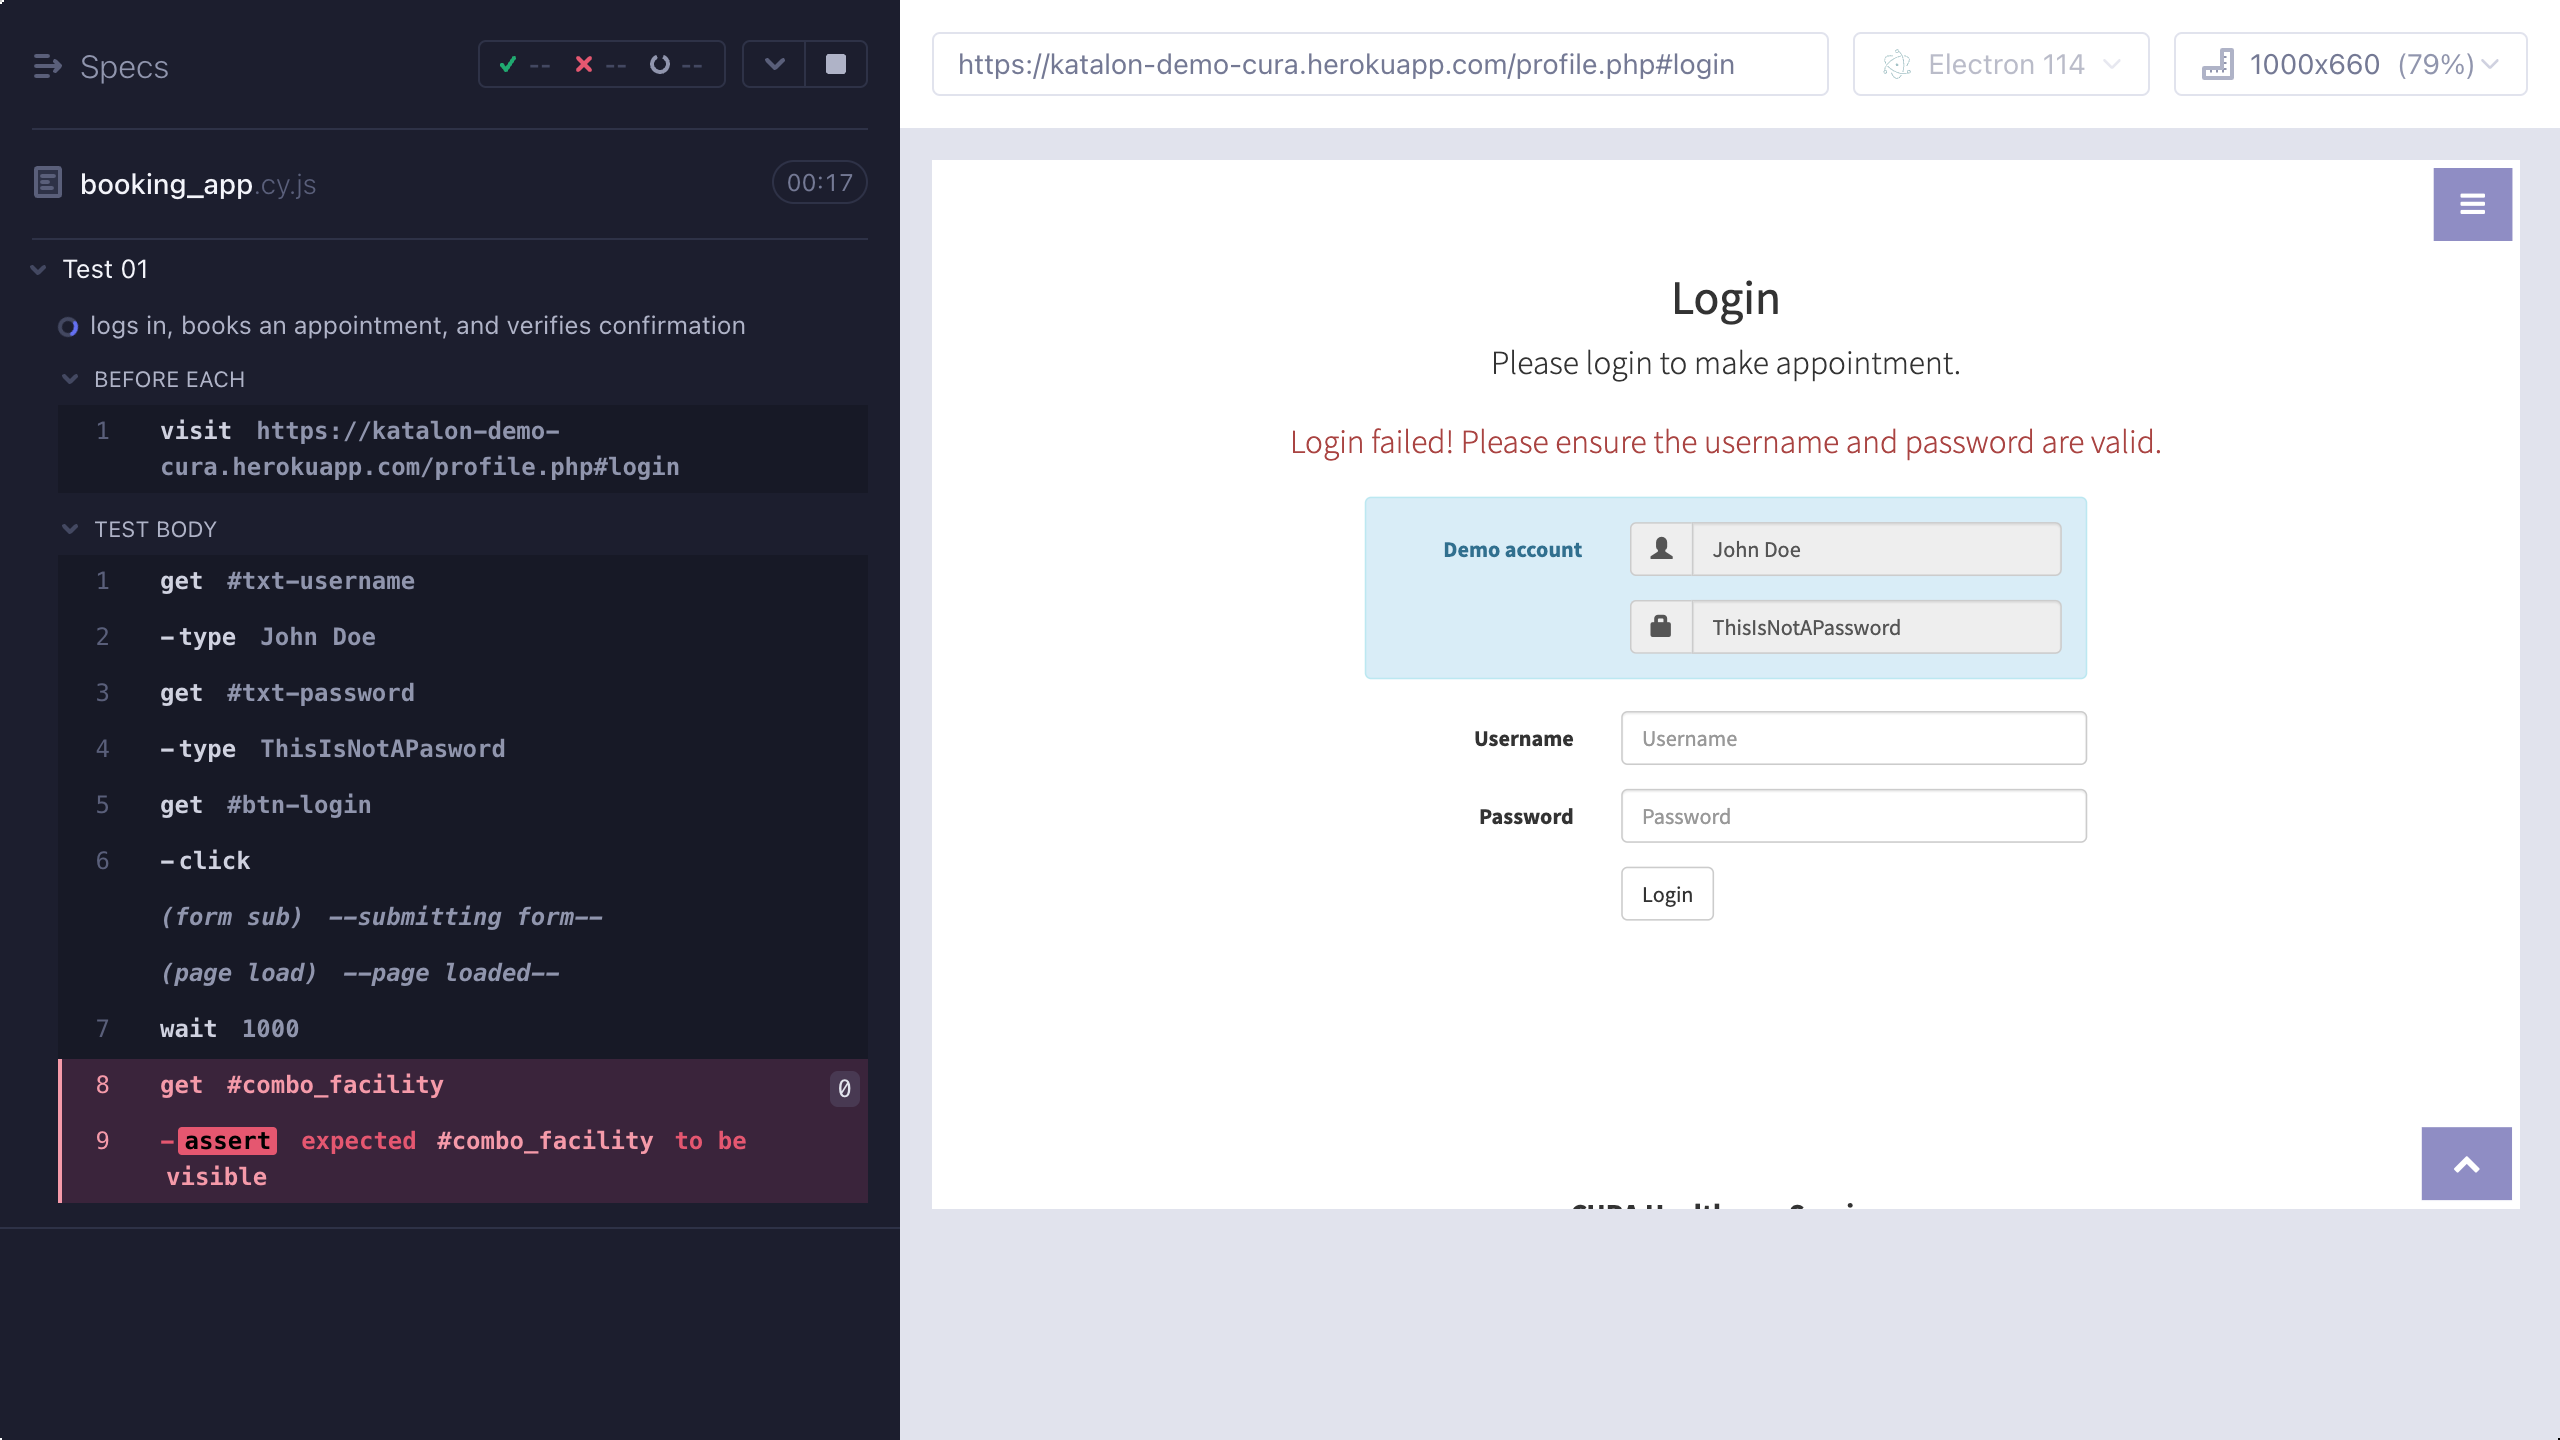 Specs
-- -- --
booking_app.cy.js 00:17
Test 01
logs in, books an appointment, and verifies confirmation
BEFORE EACH
1 visit https://katalon-demo-
cura.herokuapp.com/profile.php#login
TEST BODY
1 get #txt-username
2 -type John Doe
3 get #txt-password
4 -type ThisIsNotAPasword
5 get #btn-login
6 -click
(form sub) --submitting form--
(page load) --page loaded--
7 wait 1000
8 get #combo_facility 0
9 -assert expected #combo_facility to be
visible
https://katalon-demo-cura.herokuapp.com/profile.php#login
Electron 114
1000x660 (79%)
Login
Please login to make appointment.
Login failed! Please ensure the username and password are valid.
Demo account John Doe
ThisIsNotAPassword
Username Username
Password Password
Login